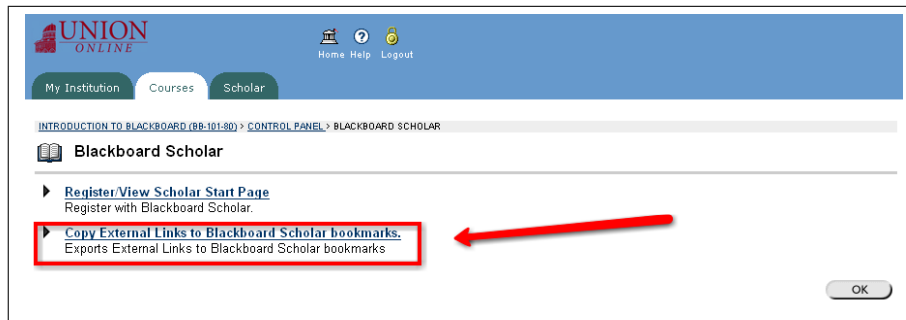 UNION
ONLINE
Home Help Logout
My Institution Courses Scholar
INTRODUCTION TO BLACKBOARD (BB-101-80) > CONTROL PANEL > BLACKBOARD SCHOLAR
Blackboard Scholar
Register/View Scholar Start Page
Register with Blackboard Scholar.
Copy External Links to Blackboard Scholar bookmarks.
Exports External Links to Blackboard Scholar bookmarks
OK